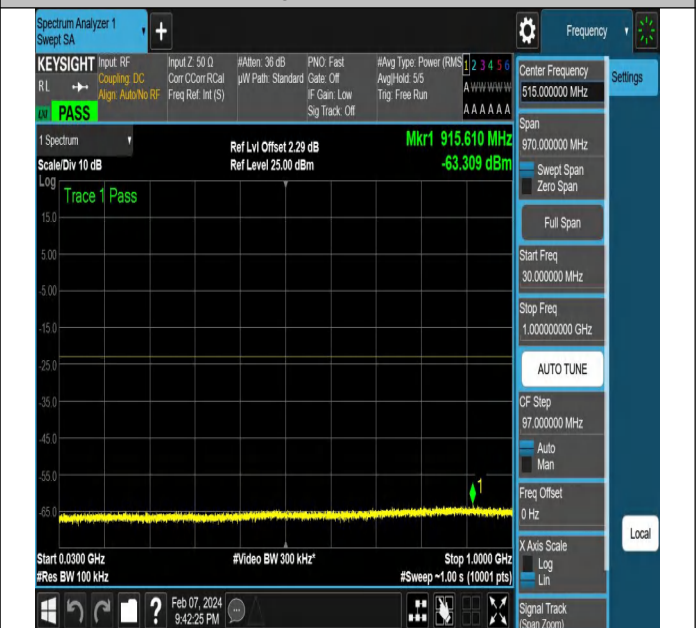 Spectrum Analyzer 1
Swept SA
+
Frequency
KEYSIGHT
RL
PASS
Input: RF
Coupling: DC
Align: Auto/No RF
Input Z: 50 Ω
Corr CCorr RCal
Freq Ref: Int (S)
#Atten: 36 dB
µW Path: Standard
PNO: Fast
Gate: Off
IF Gain: Low
Sig Track: Off
#Avg Type: Power (RMS
Avg|Hold: 5/5
Trig: Free Run
1 2 3 4 5 6
A W W W W W
A A A A A A
1 Spectrum
Scale/Div 10 dB
Ref Lvl Offset 2.29 dB
Ref Level 25.00 dBm
Mkr1 915.610 MHz
-63.309 dBm
Log
Trace 1 Pass
15.0
5.00
-5.00
-15.0
-25.0
-35.0
-45.0
-55.0
-65.0
1
Start 0.0300 GHz
#Res BW 100 kHz
#Video BW 300 kHz*
Stop 1.0000 GHz
#Sweep ~1.00 s (10001 pts)
Center Frequency
515.000000 MHz
Settings
Span
970.000000 MHz
Swept Span
Zero Span
Full Span
Start Freq
30.000000 MHz
Stop Freq
1.000000000 GHz
AUTO TUNE
CF Step
97.000000 MHz
Auto
Man
Freq Offset
0 Hz
Local
X Axis Scale
Log
Lin
Signal Track
(Span Zoom)
?
Feb 07, 2024
9:42:25 PM